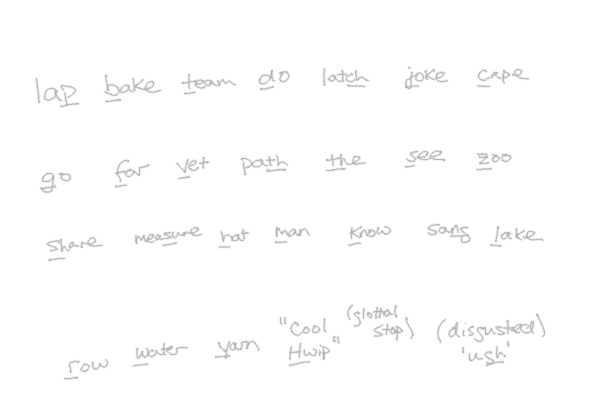 lap bake team do latch joke cape
go far vet path the see zoo
share measure hat man know sang lake
row water yarn "Cool Hwip" (glottal stop) (disgusted) 'ugh'